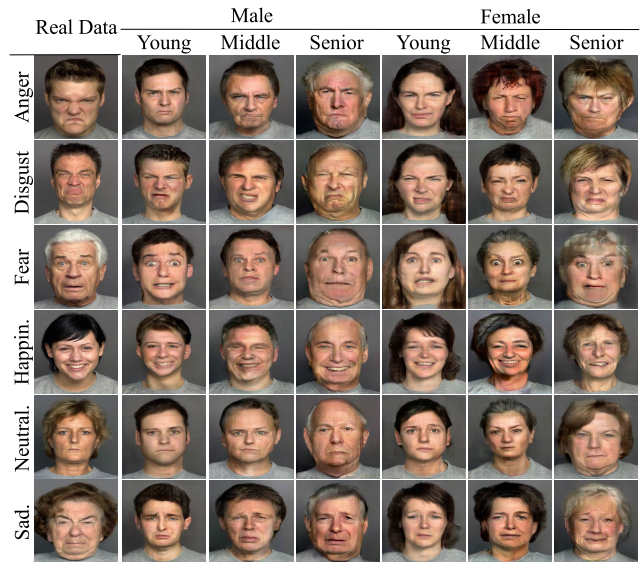 Real Data
Male
Female
Young
Middle
Senior
Young
Middle
Senior
Anger
Disgust
Fear
Happin.
Neutral.
Sad.